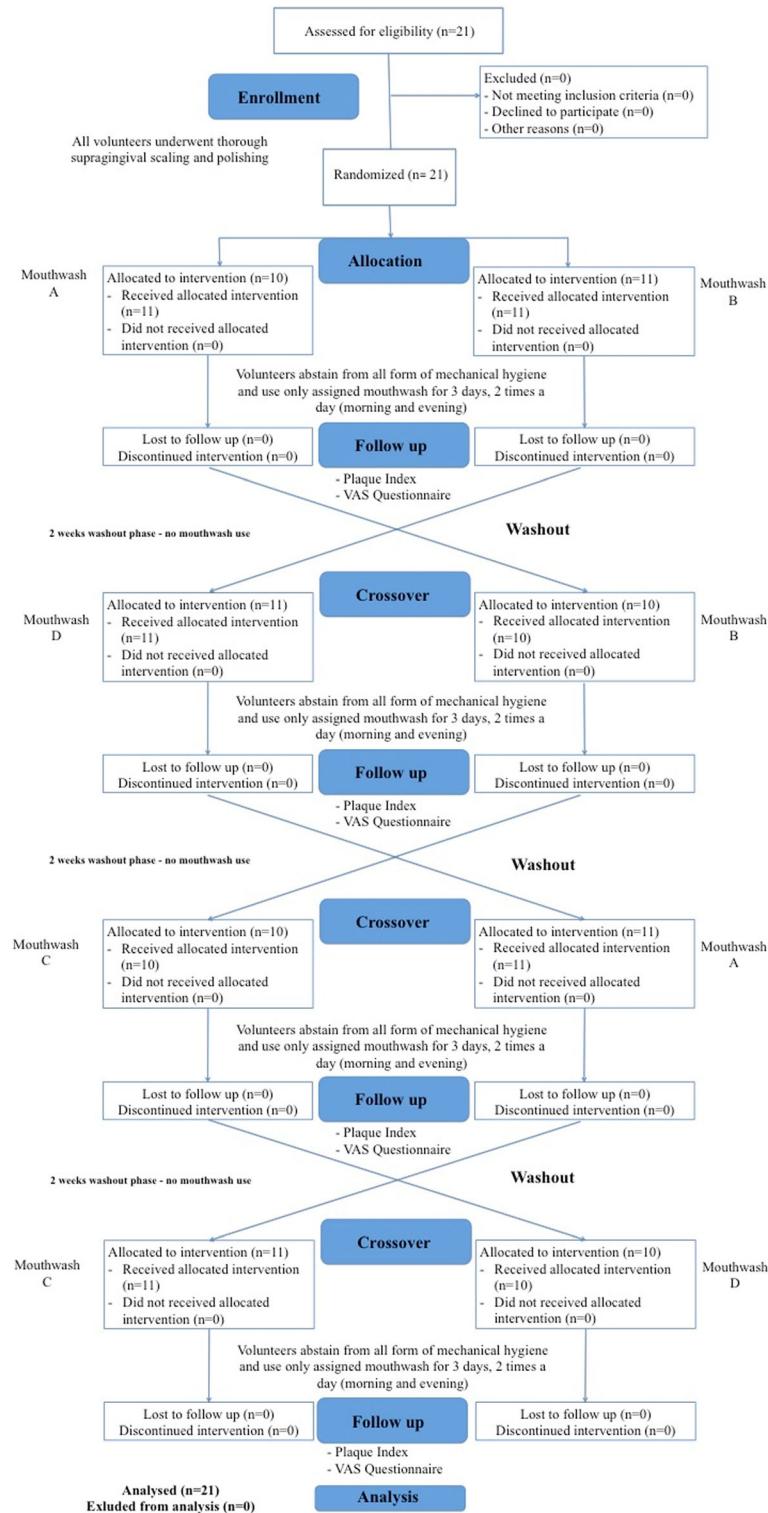 Assessed for eligibility (n=21)
Enrollment
Excluded (n=0)
- Not meeting inclusion criteria (n=0)
- Declined to participate (n=0)
- Other reasons (n=0)
All volunteers underwent thorough
supragingival scaling and polishing
Randomized (n= 21)
Allocation
Mouthwash
A
Allocated to intervention (n=10)
- Received allocated intervention
(n=11)
- Did not received allocated
intervention (n=0)
Allocated to intervention (n=11)
- Received allocated intervention
(n=11)
- Did not received allocated
intervention (n=0)
Mouthwash
B
Volunteers abstain from all form of mechanical hygiene
and use only assigned mouthwash for 3 days, 2 times a
day (morning and evening)
Lost to follow up (n=0)
Discontinued intervention (n=0)
Follow up
Lost to follow up (n=0)
Discontinued intervention (n=0)
- Plaque Index
- VAS Questionnaire
2 weeks washout phase - no mouthwash use
Washout
Crossover
Mouthwash
D
Allocated to intervention (n=11)
- Received allocated intervention
(n=11)
- Did not received allocated
intervention (n=0)
Allocated to intervention (n=10)
- Received allocated intervention
(n=10)
- Did not received allocated
intervention (n=0)
Mouthwash
B
Volunteers abstain from all form of mechanical hygiene
and use only assigned mouthwash for 3 days, 2 times a
day (morning and evening)
Lost to follow up (n=0)
Discontinued intervention (n=0)
Follow up
Lost to follow up (n=0)
Discontinued intervention (n=0)
- Plaque Index
- VAS Questionnaire
2 weeks washout phase - no mouthwash use
Washout
Crossover
Mouthwash
C
Allocated to intervention (n=10)
- Received allocated intervention
(n=10)
- Did not received allocated
intervention (n=0)
Allocated to intervention (n=11)
- Received allocated intervention
(n=11)
- Did not received allocated
intervention (n=0)
Mouthwash
A
Volunteers abstain from all form of mechanical hygiene
and use only assigned mouthwash for 3 days, 2 times a
day (morning and evening)
Lost to follow up (n=0)
Discontinued intervention (n=0)
Follow up
Lost to follow up (n=0)
Discontinued intervention (n=0)
- Plaque Index
- VAS Questionnaire
2 weeks washout phase - no mouthwash use
Washout
Crossover
Mouthwash
C
Allocated to intervention (n=11)
- Received allocated intervention
(n=11)
- Did not received allocated
intervention (n=0)
Allocated to intervention (n=10)
- Received allocated intervention
(n=10)
- Did not received allocated
intervention (n=0)
Mouthwash
D
Volunteers abstain from all form of mechanical hygiene
and use only assigned mouthwash for 3 days, 2 times a
day (morning and evening)
Lost to follow up (n=0)
Discontinued intervention (n=0)
Follow up
Lost to follow up (n=0)
Discontinued intervention (n=0)
- Plaque Index
- VAS Questionnaire
Analysed (n=21)
Exluded from analysis (n=0)
Analysis